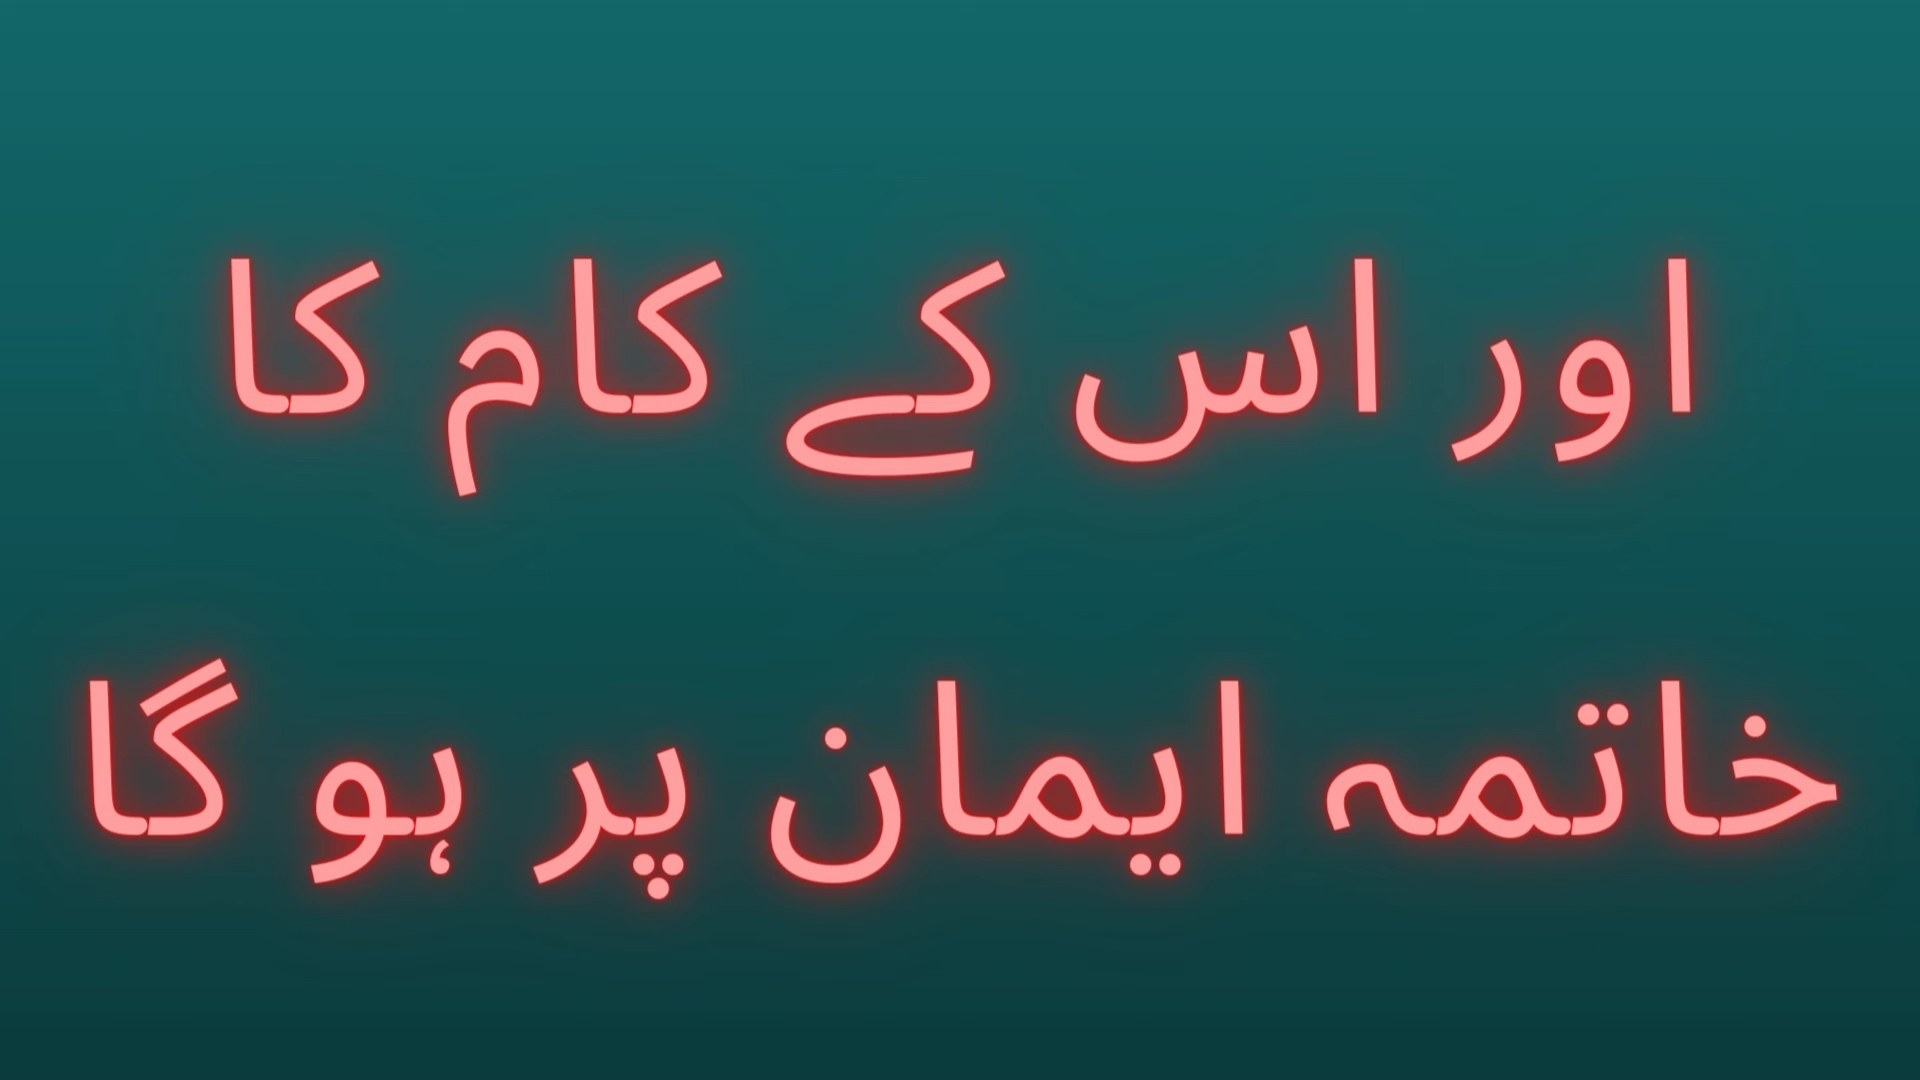 اور اس کے کام کا
خاتمہ ایمان پر ہو گا